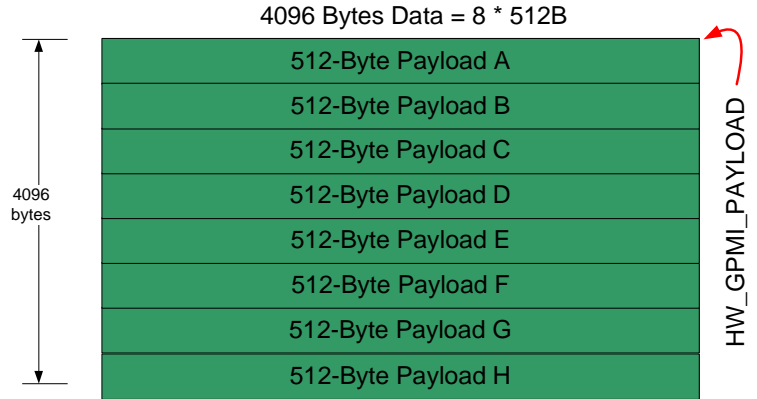 4096 Bytes Data = 8 * 512B
512-Byte Payload A
512-Byte Payload B
512-Byte Payload C
512-Byte Payload D
512-Byte Payload E
512-Byte Payload F
512-Byte Payload G
512-Byte Payload H
4096
bytes
HW_GPMI_PAYLOAD